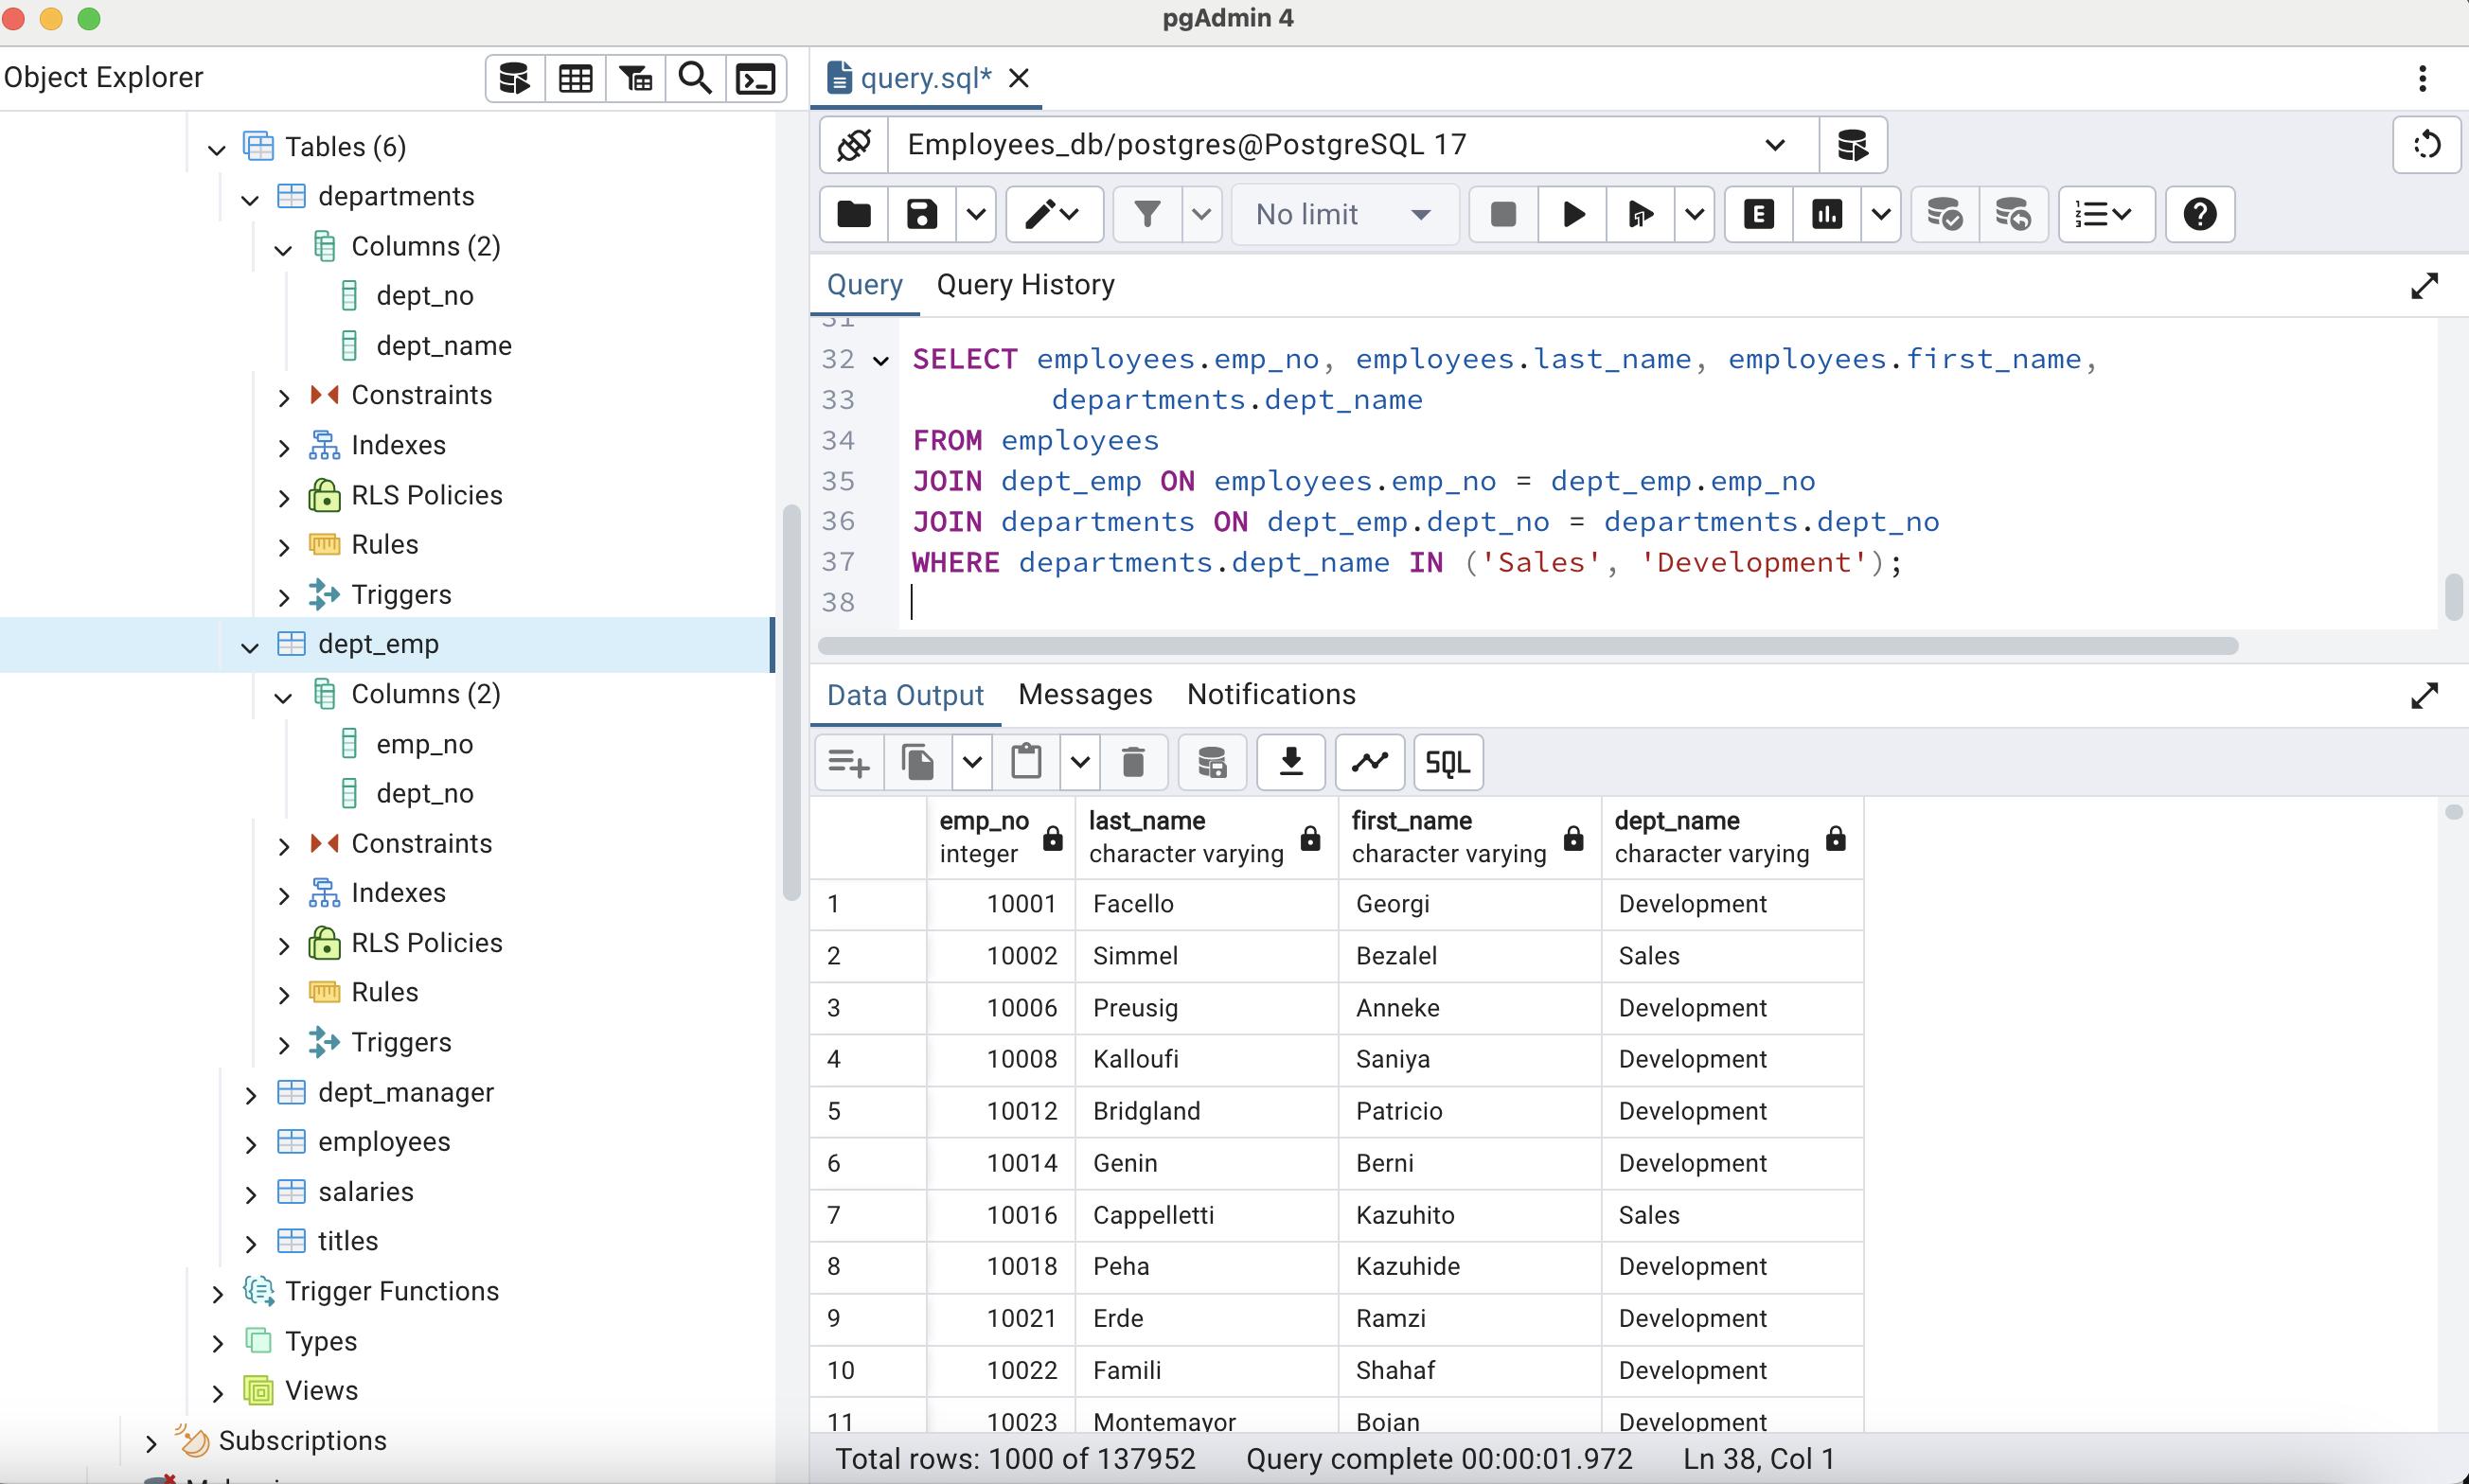 pgAdmin 4
Object Explorer
Tables (6)
departments
Columns (2)
dept_no
dept_name
Constraints
Indexes
RLS Policies
Rules
Triggers
dept_emp
Columns (2)
emp_no
dept_no
Constraints
Indexes
RLS Policies
Rules
Triggers
dept_manager
employees
salaries
titles
Trigger Functions
Types
Views
Subscriptions
query.sql*
Employees_db/postgres@PostgreSQL 17
No limit
E
Query Query History
31
32 SELECT employees.emp_no, employees.last_name, employees.first_name,
33 departments.dept_name
34 FROM employees
35 JOIN dept_emp ON employees.emp_no = dept_emp.emp_no
36 JOIN departments ON dept_emp.dept_no = departments.dept_no
37 WHERE departments.dept_name IN ('Sales', 'Development');
38
Data Output Messages Notifications
SQL
emp_no last_name first_name dept_name
integer character varying character varying character varying
1 10001 Facello Georgi Development
2 10002 Simmel Bezalel Sales
3 10006 Preusig Anneke Development
4 10008 Kalloufi Saniya Development
5 10012 Bridgland Patricio Development
6 10014 Genin Berni Development
7 10016 Cappelletti Kazuhito Sales
8 10018 Peha Kazuhide Development
9 10021 Erde Ramzi Development
10 10022 Famili Shahaf Development
11 10023 Montemayor Bojan Development
Total rows: 1000 of 137952 Query complete 00:00:01.972 Ln 38, Col 1